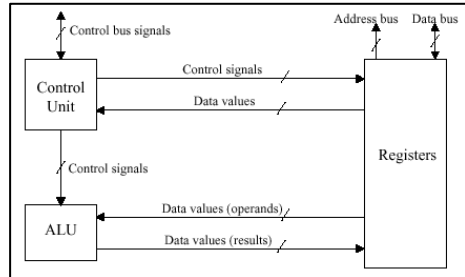 Address bus
Data bus
Control bus signals
Control
Unit
Control signals
Data values
Registers
Control signals
ALU
Data values (operands)
Data values (results)